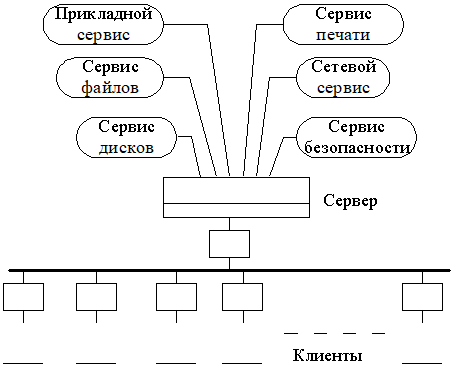 Прикладной
сервис
Сервис
печати
Сервис
файлов
Сетевой
сервис
Сервис
дисков
Сервис
безопасности
Сервер
Клиенты